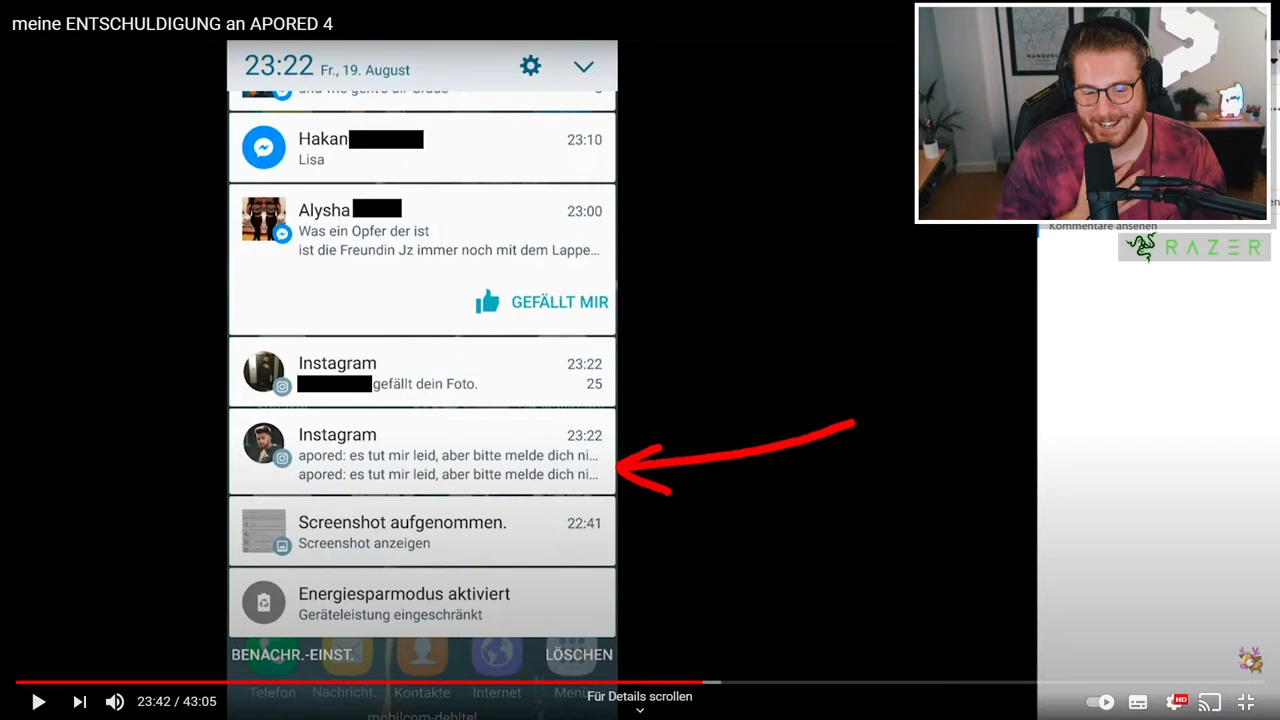 meine ENTSCHULDIGUNG an APORED 4
23:22 Fr., 19. August
Hakan 23:10
Lisa
Alysha 23:00
Was ein Opfer der ist
ist die Freundin Jz immer noch mit dem Lappe...
GEFÄLLT MIR
Instagram 23:22
gefällt dein Foto. 25
Instagram 23:22
apored: es tut mir leid, aber bitte melde dich ni...
apored: es tut mir leid, aber bitte melde dich ni...
Screenshot aufgenommen. 22:41
Screenshot anzeigen
Energiesparmodus aktiviert
Geräteleistung eingeschränkt
BENACHR.-EINST. LÖSCHEN
Telefon Nachricht... Kontakte Internet Menü
mobilcom-debitel
Kommentare ansehen
RAZER
23:42 / 43:05
Für Details scrollen
HD